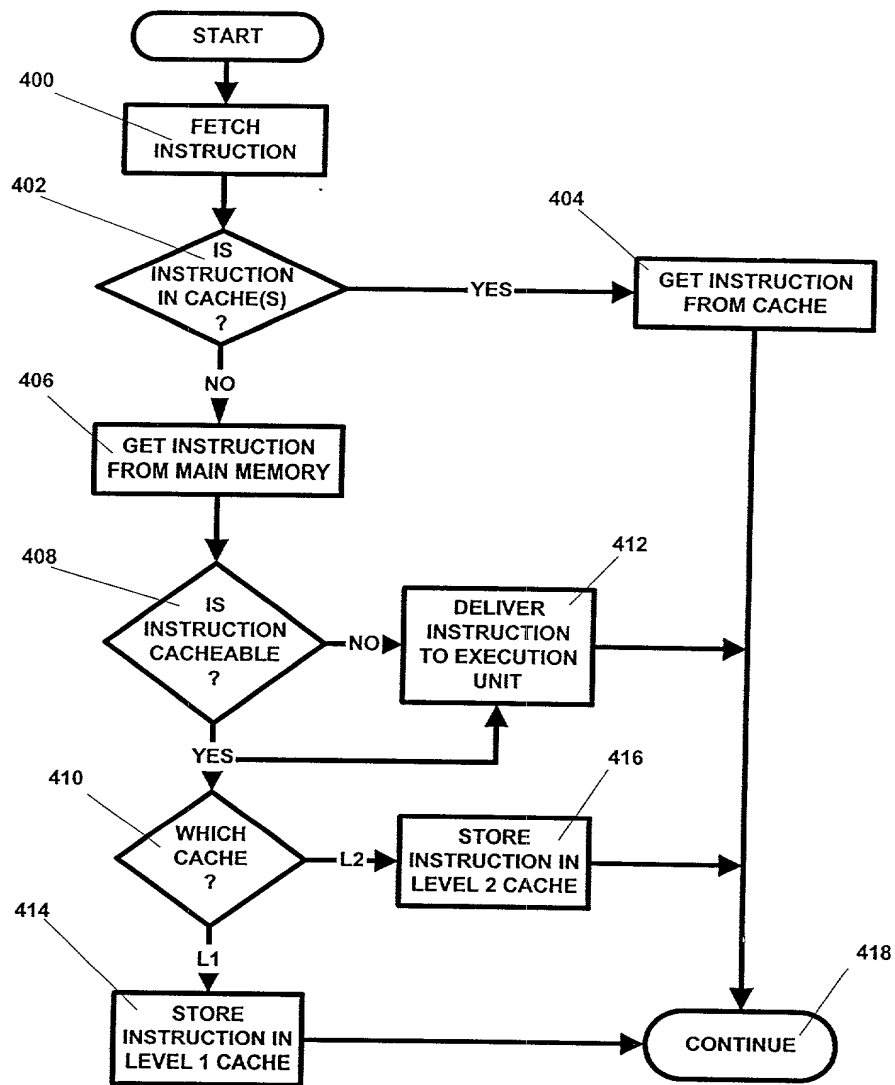 START
400
FETCH
INSTRUCTION
402
IS
INSTRUCTION
IN CACHE(S)
?
YES
404
GET INSTRUCTION
FROM CACHE
NO
406
GET INSTRUCTION
FROM MAIN MEMORY
408
IS
INSTRUCTION
CACHEABLE
?
NO
412
DELIVER
INSTRUCTION
TO EXECUTION
UNIT
YES
410
WHICH
CACHE
?
L2
416
STORE
INSTRUCTION IN
LEVEL 2 CACHE
414
L1
STORE
INSTRUCTION IN
LEVEL 1 CACHE
418
CONTINUE